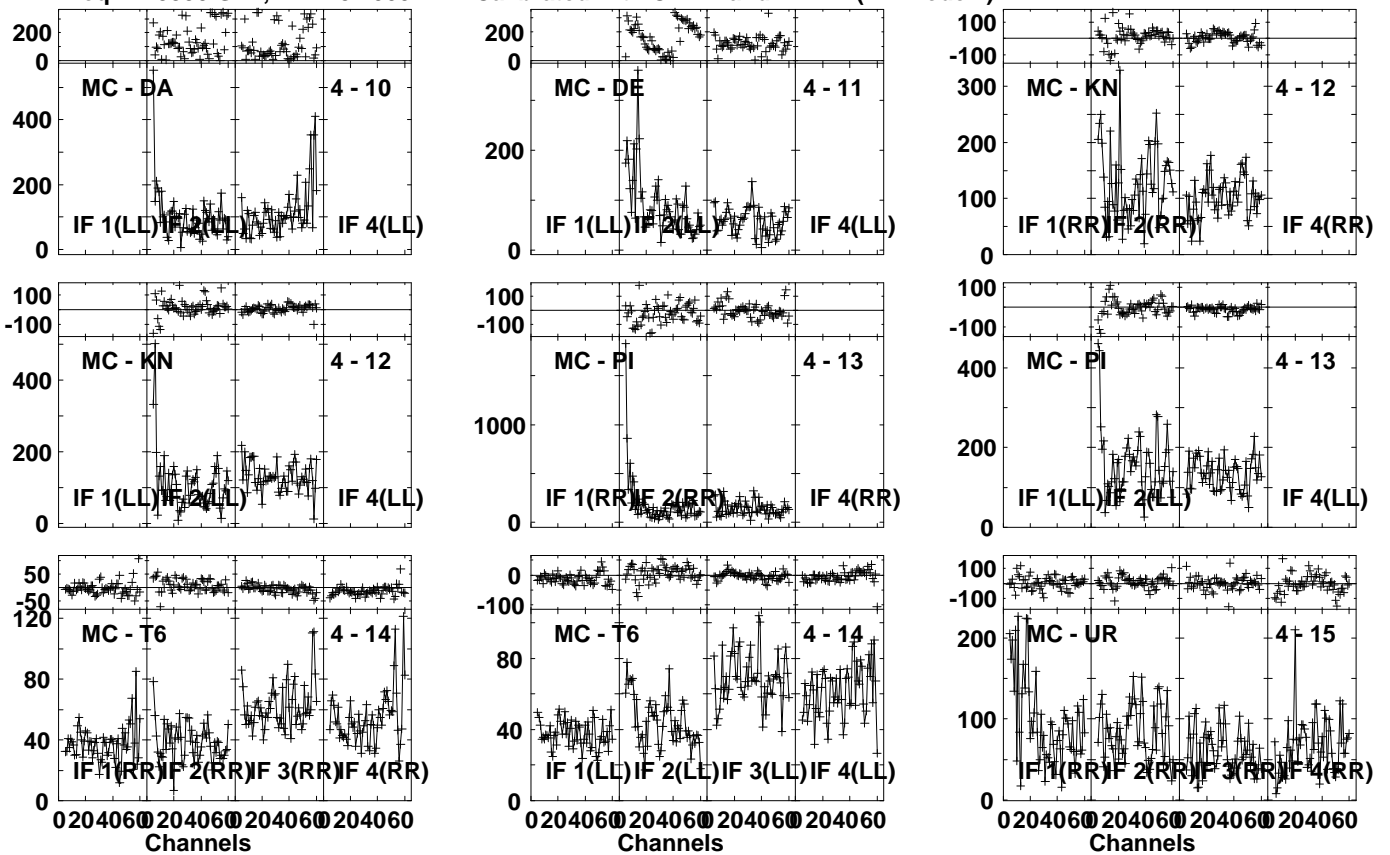 200
0
200
0
100
-100
MC - DA 4 - 10
MC - DE 4 - 11
MC - KN 4 - 12
400
200
0
200
0
300
200
100
0
IF 1(LL) IF 2(LL) IF 4(LL)
IF 1(LL) IF 2(LL) IF 4(LL)
IF 1(RR) IF 2(RR) IF 4(RR)
100
-100
100
-100
100
-100
MC - KN 4 - 12
MC - PI 4 - 13
MC - PI 4 - 13
400
200
0
1000
0
400
200
0
IF 1(LL) IF 2(LL) IF 4(LL)
IF 1(RR) IF 2(RR) IF 4(RR)
IF 1(LL) IF 2(LL) IF 4(LL)
50
-50
0
-100
100
-100
MC - T6 4 - 14
MC - T6 4 - 14
MC - UR 4 - 15
120
80
40
0
80
40
0
200
100
0
IF 1(RR) IF 2(RR) IF 3(RR) IF 4(RR)
IF 1(LL) IF 2(LL) IF 3(LL) IF 4(LL)
IF 1(RR) IF 2(RR) IF 3(RR) IF 4(RR)
0 20 40 60 0 20 40 60 0 20 40 60 0 20 40 60
0 20 40 60 0 20 40 60 0 20 40 60 0 20 40 60
0 20 40 60 0 20 40 60 0 20 40 60 0 20 40 60
Channels
Channels
Channels